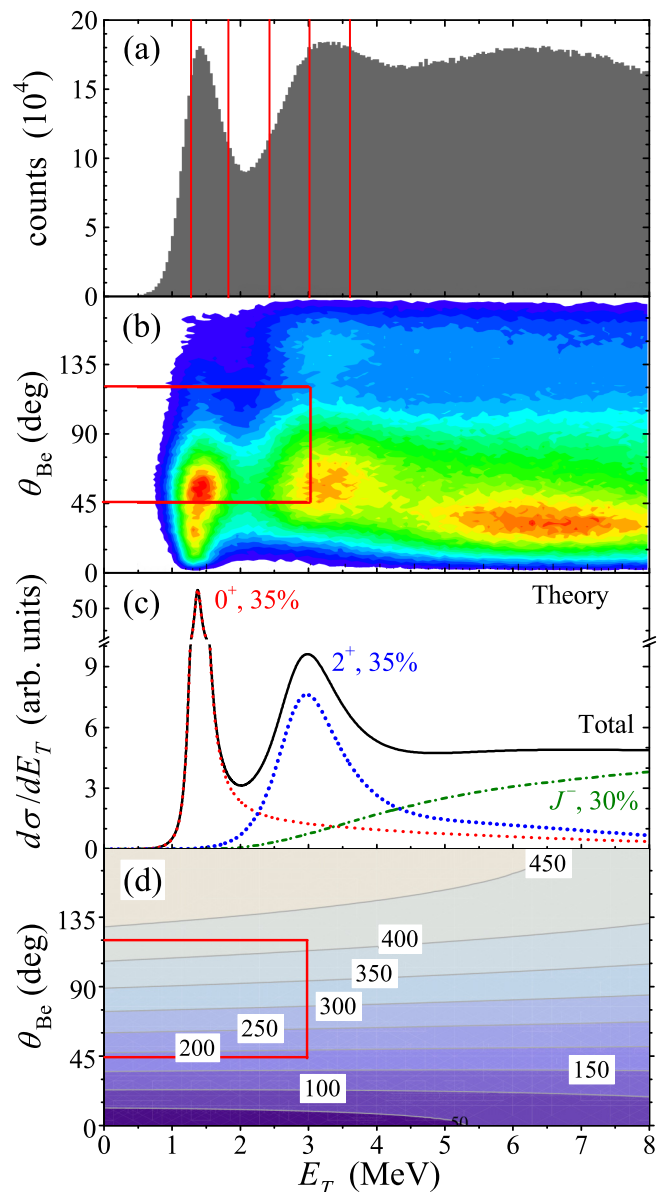 20
(a)
15
10
5
0
counts (10⁴)
(b)
135
90
45
0
θ_Be (deg)
(c)
50
9
6
3
0
dσ/dE_T (arb. units)
0⁺, 35%
Theory
2⁺, 35%
Total
J⁻, 30%
(d)
450
135
400
350
90
300
250
200
45
150
100
50
0
θ_Be (deg)
0 1 2 3 4 5 6 7 8
E_T (MeV)